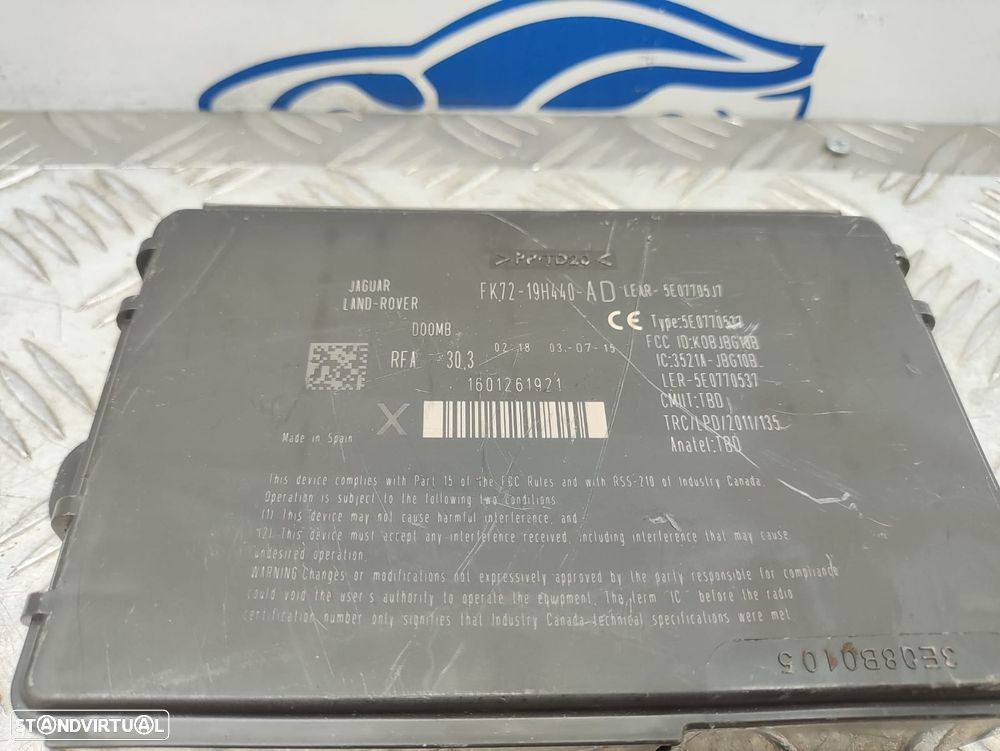 >PP-TD20<
JAGUAR
LAND-ROVER
FK72-19H440-AD LEAR- 5E0770537
D00MB
CE Type:5E0770537
RFA 30.3 02:18 03-07-15
FCC ID:KOBJBG10B
IC:3521A-JBG10B
1601261921
LER-5E0770537
X
CMIIT:TBD
TRC/LPD/2011/135
Anatel:TBD
Made in Spain
This device complies with Part 15 of the FCC Rules and with RSS-210 of Industry Canada.
Operation is subject to the following two conditions
(1) This device may not cause harmful interference, and
(2) This device must accept any interference received, including interference that may cause
undesired operation.
WARNING Changes or modifications not expressively approved by the party responsible for compliance
could void the user's authority to operate the equipment. The term "IC" before the radio
certification number only signifies that Industry Canada technical specifications were met
3E08B0105
STANDVIRTUAL